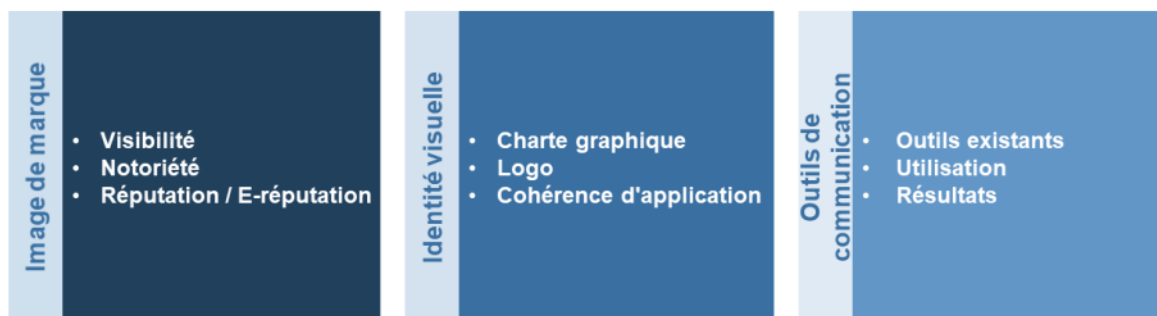 Image de marque
• Visibilité
• Notoriété
• Réputation / E-réputation
Identité visuelle
• Charte graphique
• Logo
• Cohérence d'application
Outils de
communication
• Outils existants
• Utilisation
• Résultats